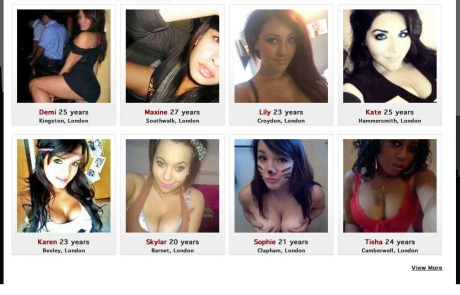 Demi 25 years
Kingston, London
Maxine 27 years
Southwalk, London
Lily 23 years
Croydon, London
Kate 25 years
Hammersmith, London
Karen 23 years
Bexley, London
Skylar 20 years
Barnet, London
Sophie 21 years
Clapham, London
Tisha 24 years
Camberwell, London
View More